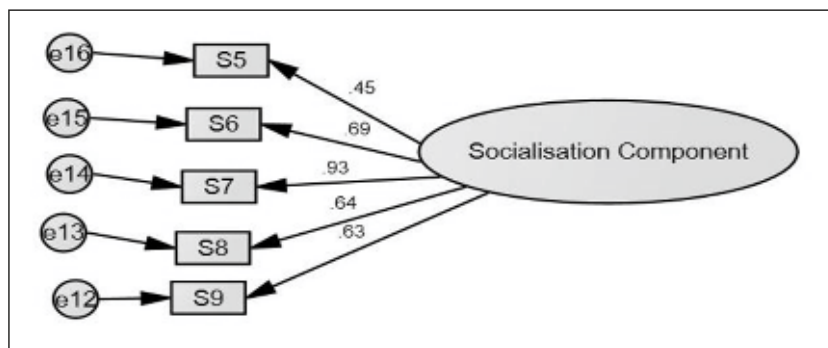 e16
S5
.45
e15
S6
.69
e14
S7
.93
Socialisation Component
e13
S8
.64
e12
S9
.63